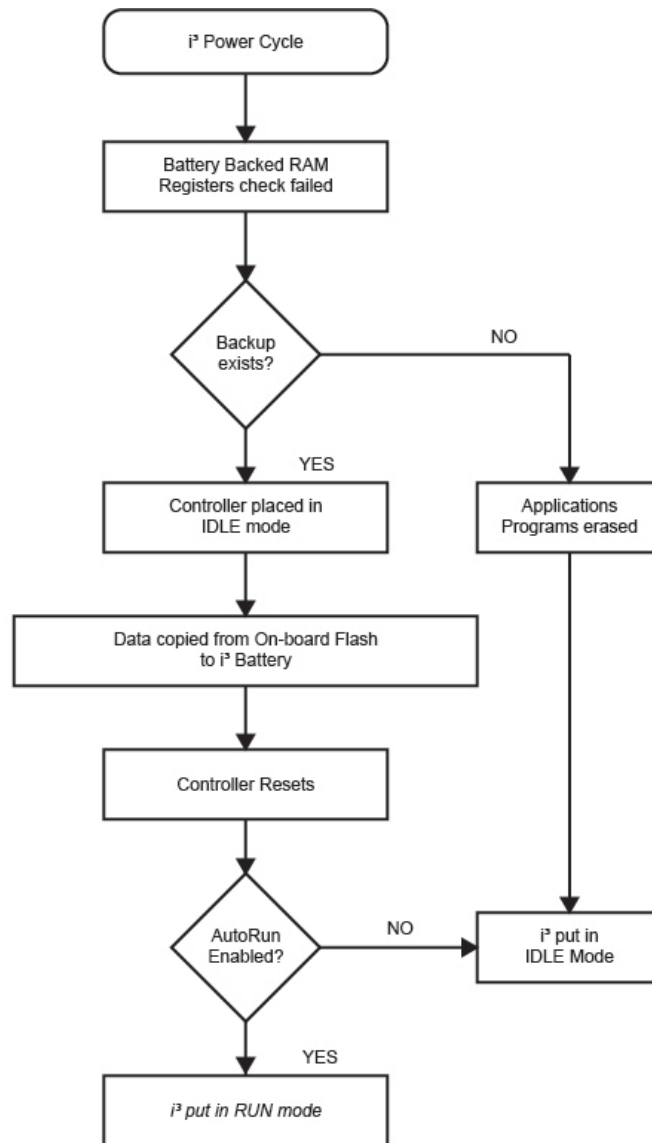 i³ Power Cycle
Battery Backed RAM
Registers check failed
Backup
exists?
NO
YES
Controller placed in
IDLE mode
Applications
Programs erased
Data copied from On-board Flash
to i³ Battery
Controller Resets
AutoRun
Enabled?
NO
i³ put in
IDLE Mode
YES
i³ put in RUN mode